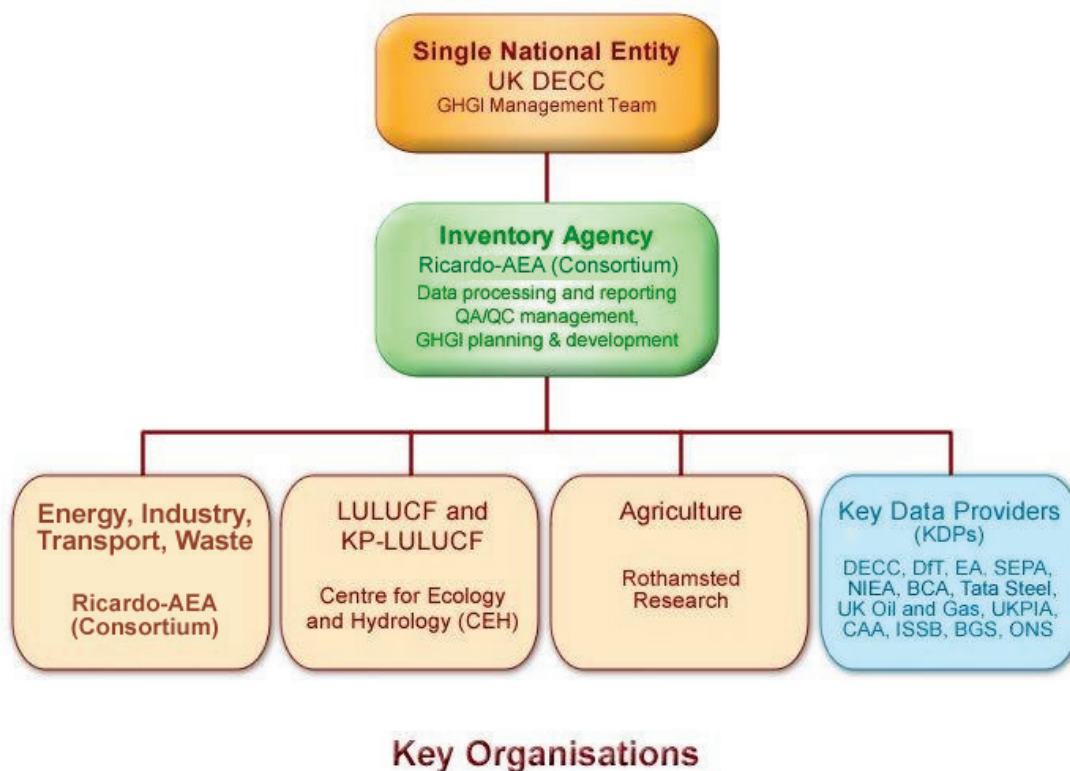 Single National Entity
UK DECC
GHGI Management Team
Inventory Agency
Ricardo-AEA (Consortium)
Data processing and reporting
QA/QC management,
GHGI planning & development
Energy, Industry,
Transport, Waste
Ricardo-AEA
(Consortium)
LULUCF and
KP-LULUCF
Centre for Ecology
and Hydrology (CEH)
Agriculture
Rothamsted
Research
Key Data Providers
(KDPs)
DECC, DfT, EA, SEPA,
NIEA, BCA, Tata Steel,
UK Oil and Gas, UKPIA,
CAA, ISSB, BGS, ONS
Key Organisations